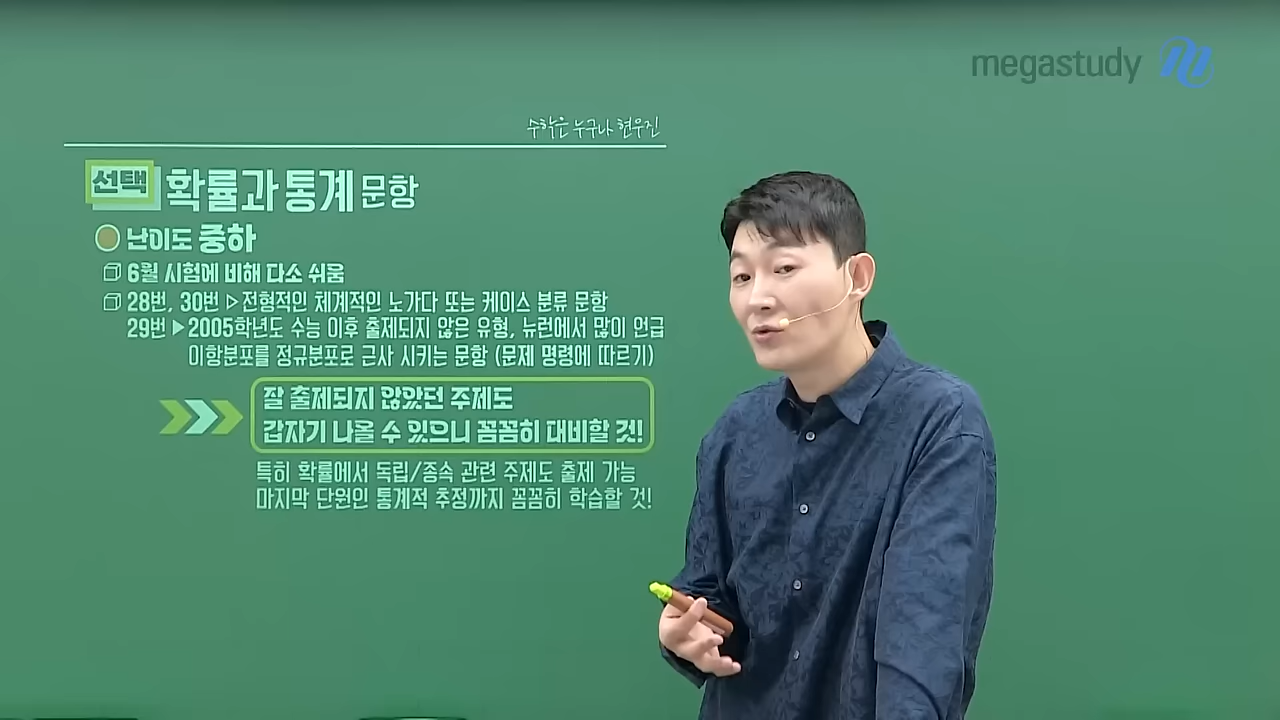 megastudy
수학은 누구나 현우진
선택 확률과 통계 문항
난이도 중하
6월 시험에 비해 다소 쉬움
28번, 30번 ▷전형적인 체계적인 노가다 또는 케이스 분류 문항
29번 ▶2005학년도 수능 이후 출제되지 않은 유형, 뉴런에서 많이 언급
이항분포를 정규분포로 근사 시키는 문항 (문제 명령에 따르기)
잘 출제되지 않았던 주제도
갑자기 나올 수 있으니 꼼꼼히 대비할 것!
특히 확률에서 독립/종속 관련 주제도 출제 가능
마지막 단원인 통계적 추정까지 꼼꼼히 학습할 것!